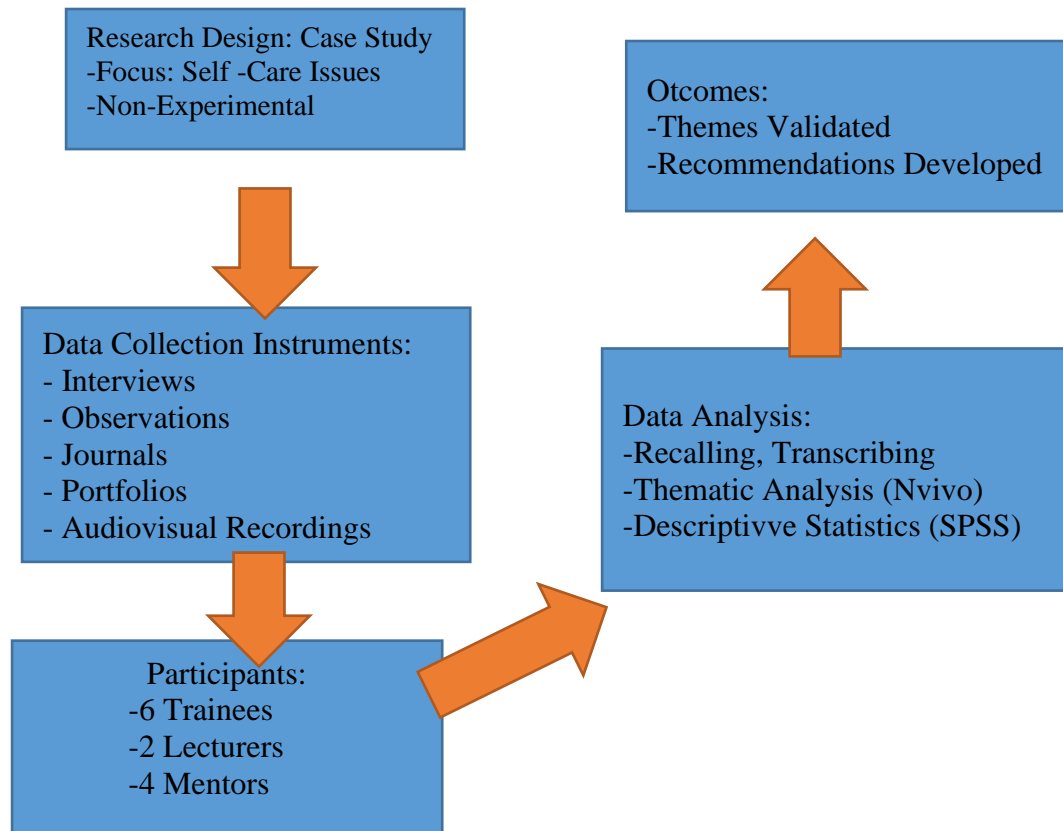 Research Design: Case Study
-Focus: Self -Care Issues
-Non-Experimental
Data Collection Instruments:
- Interviews
- Observations
- Journals
- Portfolios
- Audiovisual Recordings
Participants:
-6 Trainees
-2 Lecturers
-4 Mentors
Data Analysis:
-Recalling, Transcribing
-Thematic Analysis (Nvivo)
-Descriptivve Statistics (SPSS)
Otcomes:
-Themes Validated
-Recommendations Developed